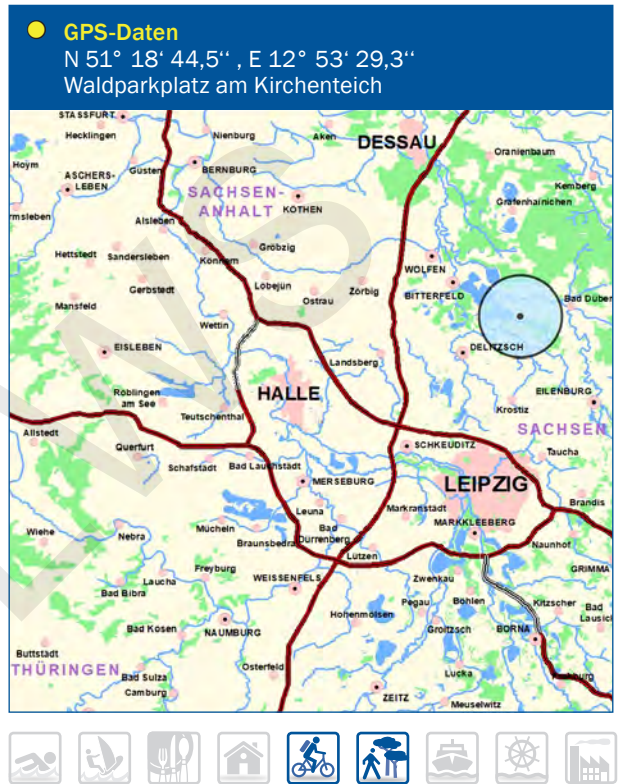 GPS-Daten
N 51° 18‘ 44,5‘‘ , E 12° 53‘ 29,3‘‘
Waldparkplatz am Kirchenteich
STASSFURT
Hecklingen
Nienburg
Aken
DESSAU
Oranienbaum
Hoym
ASCHERS-
LEBEN
Güsten
BERNBURG
Kemberg
SACHSEN-
ANHALT
KÖTHEN
Gräfenhainichen
rmsleben
Alsleben
Gröbzig
Hettstedt
Sandersleben
Könnern
WOLFEN
Gerbstedt
Löbejün
Zörbig
BITTERFELD
Mansfeld
Ostrau
Bad Düben
Wettin
EISLEBEN
Landsberg
DELITZSCH
Röblingen
am See
HALLE
EILENBURG
Teutschenthal
Krostiz
Allstedt
SACHSEN
Querfurt
SCHKEUDITZ
Taucha
Schafstädt
Bad Lauchstädt
MERSEBURG
LEIPZIG
Leuna
Markranstädt
Brandis
Wiehe
Nebra
Mücheln
Bad
Dürrenberg
MARKKLEEBERG
Braunsbedra
Lützen
Naunhof
Freyburg
WEISSENFELS
Zwenkau
GRIMMA
Laucha
Bad Bibra
Pegau
Böhlen
Kitzscher
Bad
Lausick
Hohenmölsen
Bad Kösen
NAUMBURG
Groitzsch
BORNA
Buttstädt
THÜRINGEN
Bad Sulza
Osterfeld
Lucka
Camburg
ZEITZ
Meuselwitz